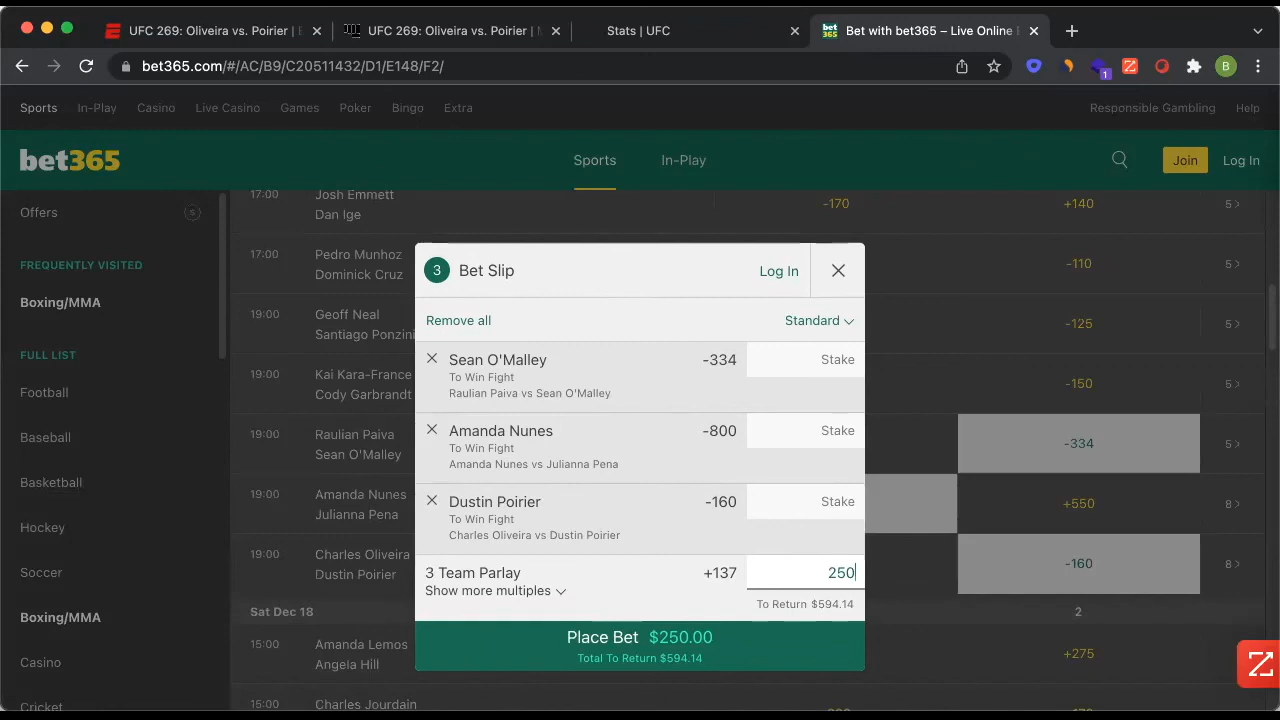 UFC 269: Oliveira vs. Poirier | E
UFC 269: Oliveira vs. Poirier |
Stats | UFC
Bet with bet365 – Live Online
bet365.com/#/AC/B9/C20511432/D1/E148/F2/
1
B
Sports In-Play Casino Live Casino Games Poker Bingo Extra
Responsible Gambling Help
bet365
Sports In-Play
Join Log In
Offers
FREQUENTLY VISITED
Boxing/MMA
FULL LIST
Football
Baseball
Basketball
Hockey
Soccer
Boxing/MMA
Casino
Cricket
17:00 Josh Emmett
Dan Ige
-170 +140 5
17:00 Pedro Munhoz
Dominick Cruz
-110 5
19:00 Geoff Neal
Santiago Ponzini
-125 5
19:00 Kai Kara-France
Cody Garbrandt
-150 5
19:00 Raulian Paiva
Sean O'Malley
-334 5
19:00 Amanda Nunes
Julianna Pena
+550 8
19:00 Charles Oliveira
Dustin Poirier
-160 8
Sat Dec 18 2
15:00 Amanda Lemos
Angela Hill
+275 5
15:00 Charles Jourdain
3 Bet Slip Log In
Remove all Standard
Sean O'Malley -334 Stake
To Win Fight
Raulian Paiva vs Sean O'Malley
Amanda Nunes -800 Stake
To Win Fight
Amanda Nunes vs Julianna Pena
Dustin Poirier -160 Stake
To Win Fight
Charles Oliveira vs Dustin Poirier
3 Team Parlay +137 250
Show more multiples
To Return $594.14
Place Bet $250.00
Total To Return $594.14